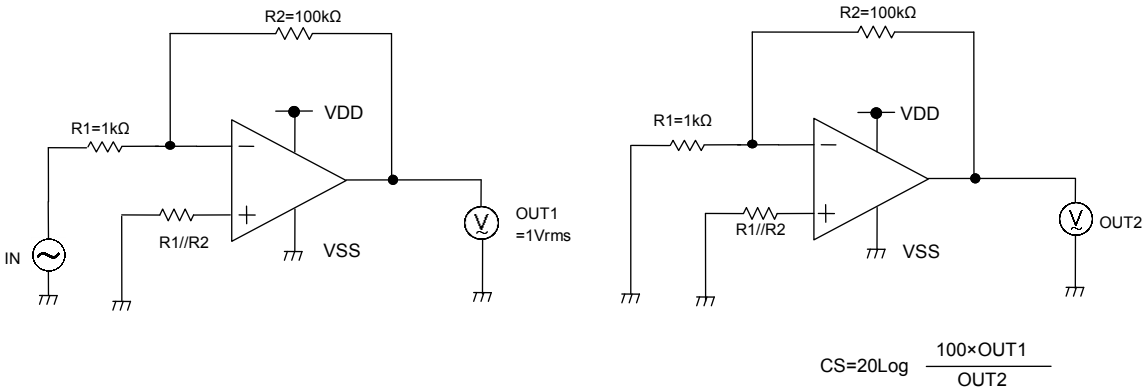 R2=100kΩ
VDD
R1=1kΩ
R1//R2
VSS
IN
V
OUT1
=1Vrms
R2=100kΩ
VDD
R1=1kΩ
R1//R2
VSS
V
OUT2
CS=20Log 100×OUT1
OUT2